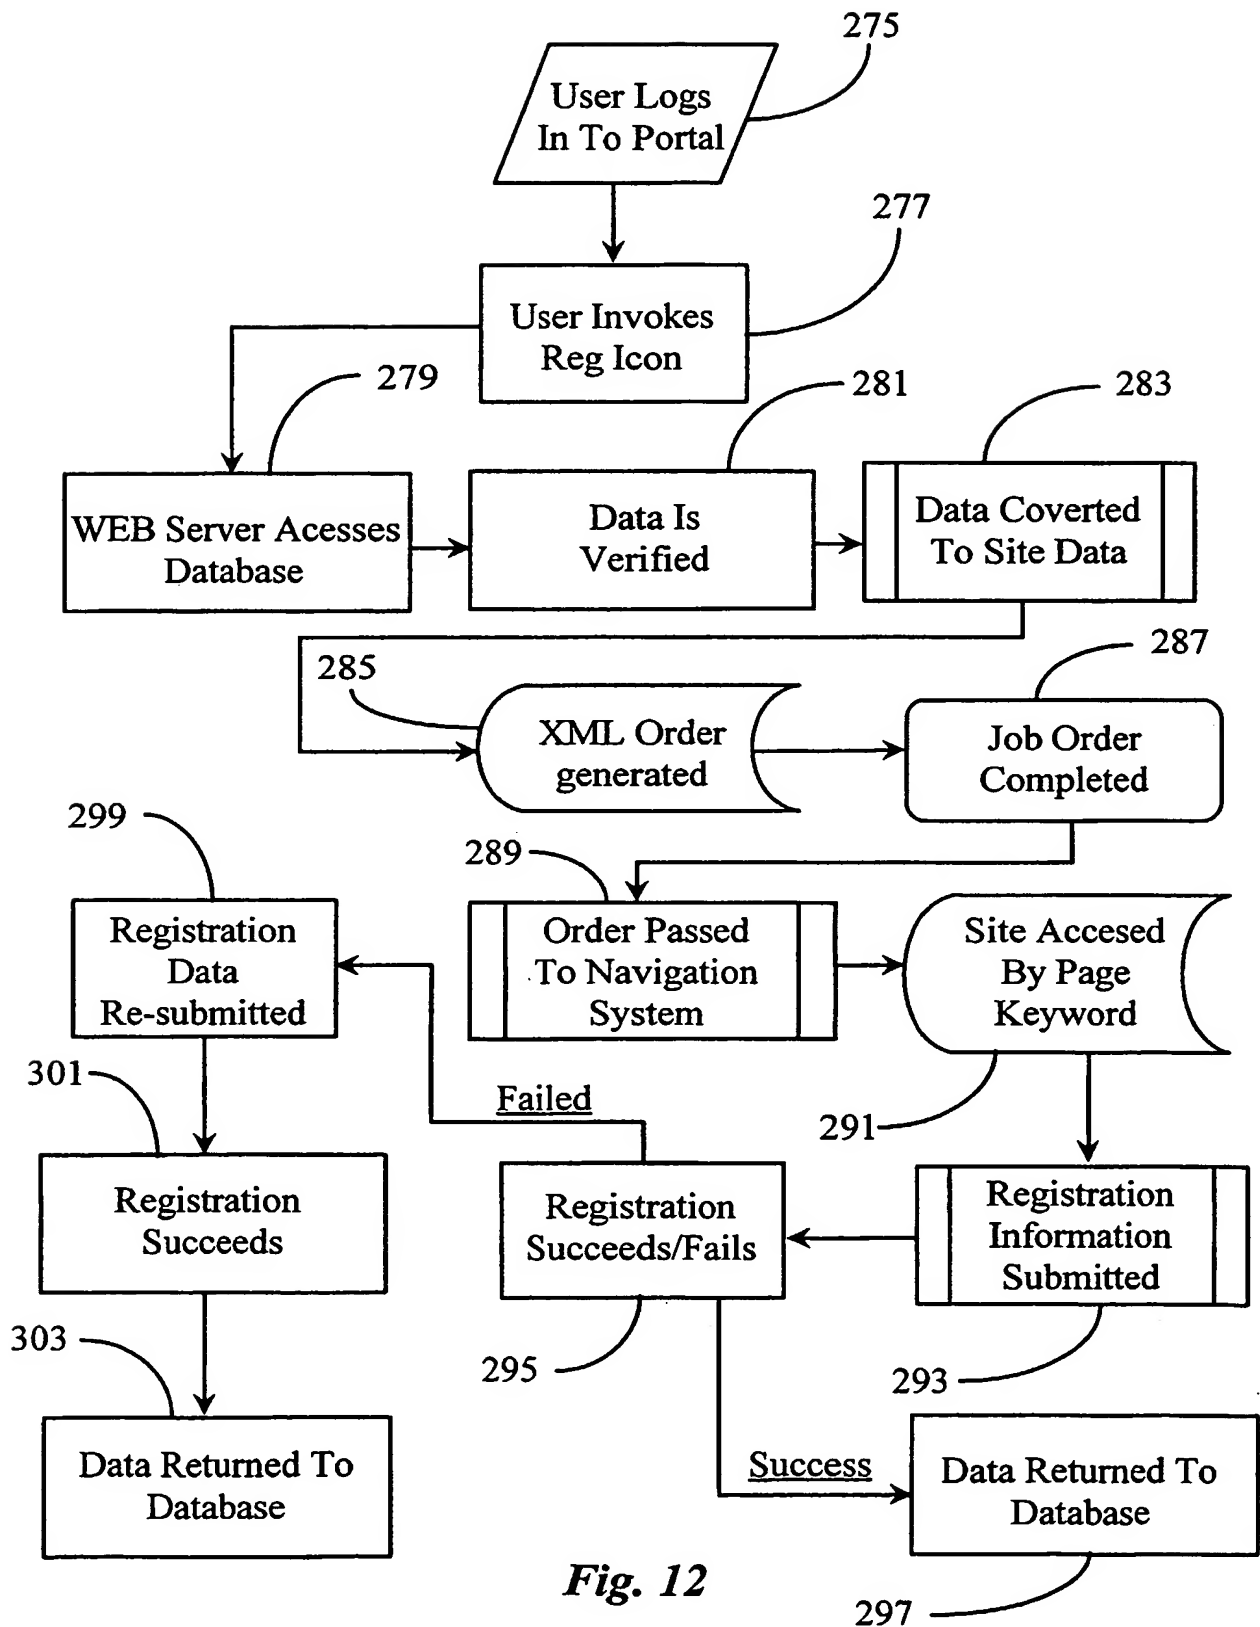 275
User Logs
In To Portal
277
User Invokes
Reg Icon
279
281
283
WEB Server Acesses
Database
Data Is
Verified
Data Coverted
To Site Data
285
287
XML Order
generated
Job Order
Completed
299
289
Registration
Data
Re-submitted
Order Passed
To Navigation
System
Site Accesed
By Page
Keyword
301
Failed
291
Registration
Succeeds
Registration
Succeeds/Fails
Registration
Information
Submitted
303
295
293
Data Returned To
Database
Success
Data Returned To
Database
Fig. 12
297